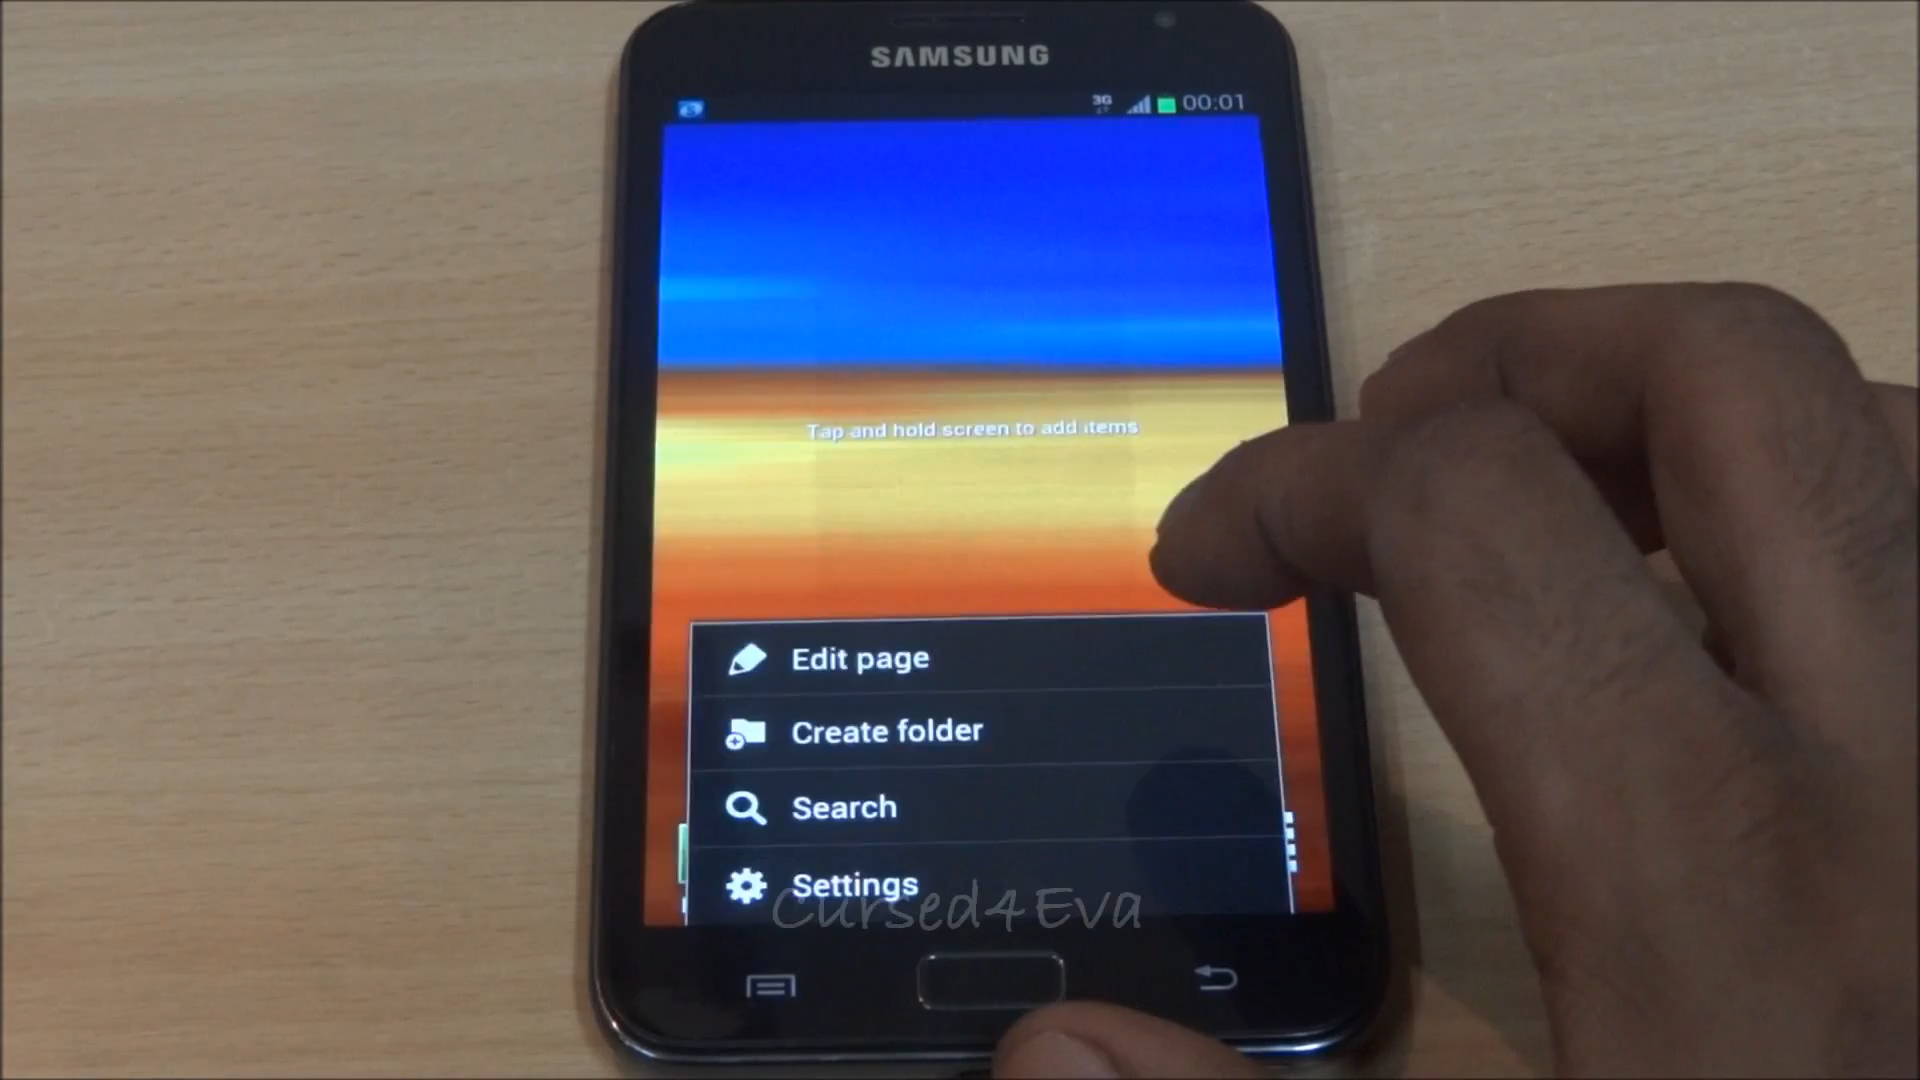 SAMSUNG
3G 00:01
Tap and hold screen to add items
Edit page
Create folder
Search
Settings
Cursed4Eva